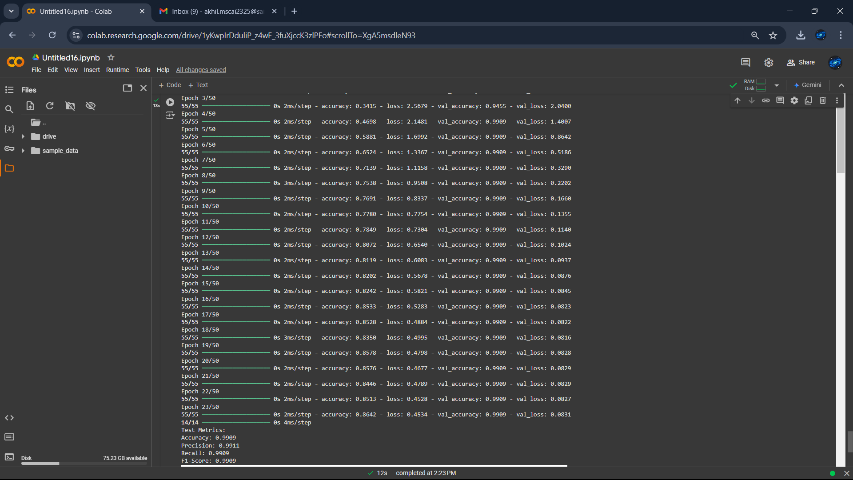 Untitled16.ipynb - Colab
Inbox (9) - akhil.mscai2325@sa
colab.research.google.com/drive/1yKwpIrDduliP_z4wF_3fuXjccK3zIPFo#scrollTo=XgA5msdleN93
Untitled16.ipynb
File Edit View Insert Runtime Tools Help All changes saved
Share
Files
+ Code + Text
RAM
Disk
Gemini
..
drive
sample_data
13s
Epoch 3/50
55/55 0s 2ms/step - accuracy: 0.3415 - loss: 2.5679 - val_accuracy: 0.9455 - val_loss: 2.0400
Epoch 4/50
55/55 0s 2ms/step - accuracy: 0.4698 - loss: 2.1481 - val_accuracy: 0.9909 - val_loss: 1.4007
Epoch 5/50
55/55 0s 2ms/step - accuracy: 0.5881 - loss: 1.6992 - val_accuracy: 0.9909 - val_loss: 0.8642
Epoch 6/50
55/55 0s 2ms/step - accuracy: 0.6524 - loss: 1.3367 - val_accuracy: 0.9909 - val_loss: 0.5186
Epoch 7/50
55/55 0s 2ms/step - accuracy: 0.7139 - loss: 1.1158 - val_accuracy: 0.9909 - val_loss: 0.3290
Epoch 8/50
55/55 0s 3ms/step - accuracy: 0.7538 - loss: 0.9508 - val_accuracy: 0.9909 - val_loss: 0.2202
Epoch 9/50
55/55 0s 2ms/step - accuracy: 0.7691 - loss: 0.8337 - val_accuracy: 0.9909 - val_loss: 0.1660
Epoch 10/50
55/55 0s 2ms/step - accuracy: 0.7780 - loss: 0.7754 - val_accuracy: 0.9909 - val_loss: 0.1355
Epoch 11/50
55/55 0s 2ms/step - accuracy: 0.7849 - loss: 0.7304 - val_accuracy: 0.9909 - val_loss: 0.1140
Epoch 12/50
55/55 0s 2ms/step - accuracy: 0.8072 - loss: 0.6540 - val_accuracy: 0.9909 - val_loss: 0.1024
Epoch 13/50
55/55 0s 2ms/step - accuracy: 0.8119 - loss: 0.6083 - val_accuracy: 0.9909 - val_loss: 0.0937
Epoch 14/50
55/55 0s 2ms/step - accuracy: 0.8202 - loss: 0.5678 - val_accuracy: 0.9909 - val_loss: 0.0876
Epoch 15/50
55/55 0s 2ms/step - accuracy: 0.8242 - loss: 0.5821 - val_accuracy: 0.9909 - val_loss: 0.0845
Epoch 16/50
55/55 0s 2ms/step - accuracy: 0.8533 - loss: 0.5283 - val_accuracy: 0.9909 - val_loss: 0.0823
Epoch 17/50
55/55 0s 2ms/step - accuracy: 0.8528 - loss: 0.4884 - val_accuracy: 0.9909 - val_loss: 0.0822
Epoch 18/50
55/55 0s 3ms/step - accuracy: 0.8350 - loss: 0.4995 - val_accuracy: 0.9909 - val_loss: 0.0816
Epoch 19/50
55/55 0s 2ms/step - accuracy: 0.8578 - loss: 0.4798 - val_accuracy: 0.9909 - val_loss: 0.0828
Epoch 20/50
55/55 0s 2ms/step - accuracy: 0.8576 - loss: 0.4677 - val_accuracy: 0.9909 - val_loss: 0.0829
Epoch 21/50
55/55 0s 2ms/step - accuracy: 0.8446 - loss: 0.4789 - val_accuracy: 0.9909 - val_loss: 0.0829
Epoch 22/50
55/55 0s 2ms/step - accuracy: 0.8513 - loss: 0.4528 - val_accuracy: 0.9909 - val_loss: 0.0827
Epoch 23/50
55/55 0s 2ms/step - accuracy: 0.8642 - loss: 0.4534 - val_accuracy: 0.9909 - val_loss: 0.0831
14/14 0s 4ms/step
Test Metrics:
Accuracy: 0.9909
Precision: 0.9911
Recall: 0.9909
F1 Score: 0.9909
Disk 75.23 GB available
12s completed at 2:23 PM